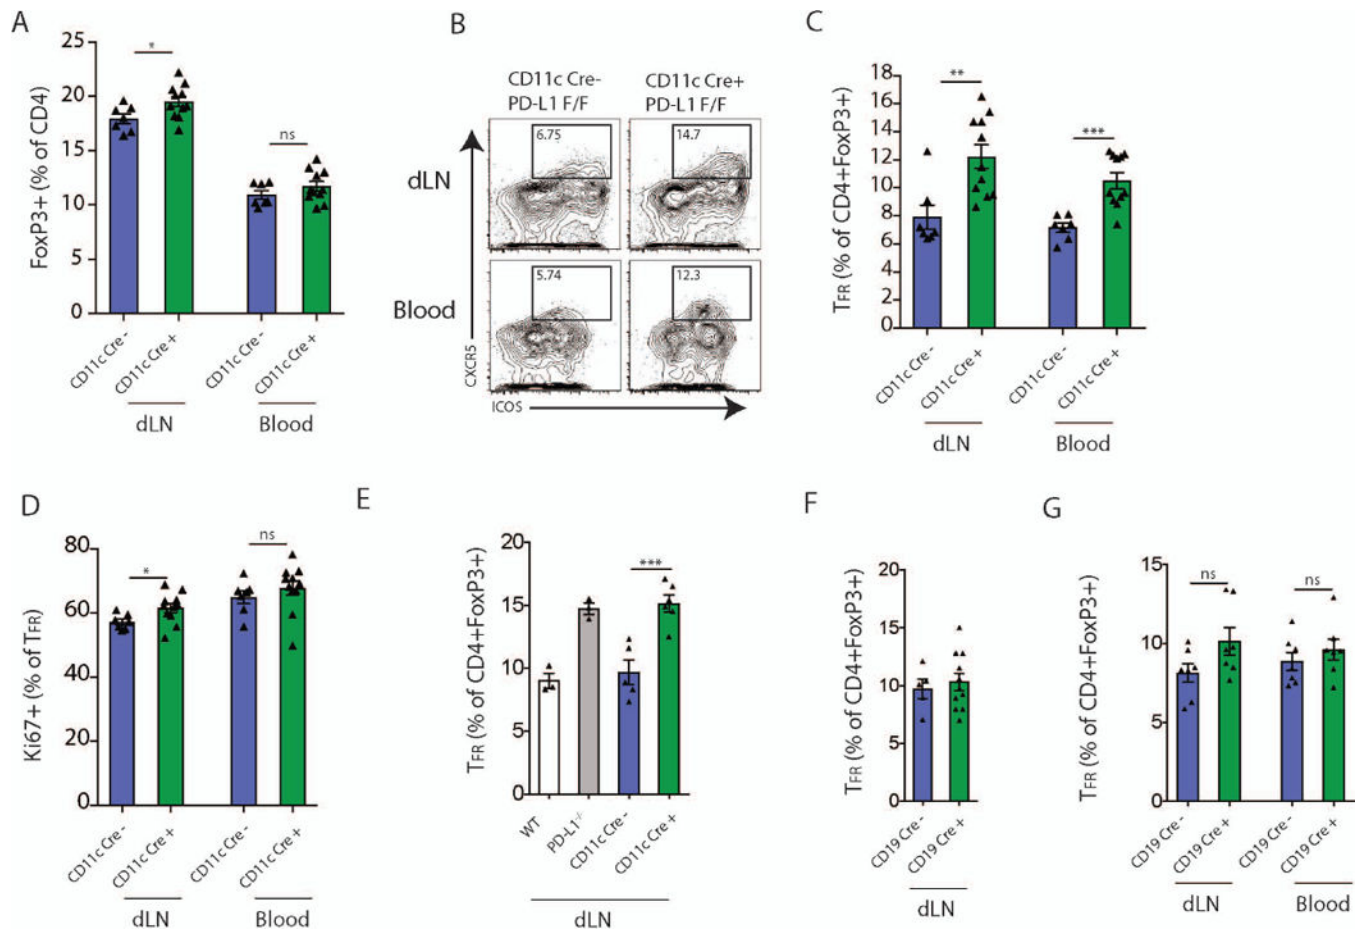 A
FoxP3+ (% of CD4)
25
20
15
10
5
0
*
ns
CD11c Cre-
CD11c Cre+
CD11c Cre-
CD11c Cre+
dLN
Blood
B
CD11c Cre-
PD-L1 F/F
CD11c Cre+
PD-L1 F/F
dLN
6.75
14.7
Blood
5.74
12.3
CXCR5
ICOS
C
TFR (% of CD4+FoxP3+)
18
16
14
12
10
8
6
4
2
0
**
***
CD11c Cre-
CD11c Cre+
CD11c Cre-
CD11c Cre+
dLN
Blood
D
Ki67+ (% of TFR)
80
60
40
20
0
*
ns
CD11c Cre-
CD11c Cre+
CD11c Cre-
CD11c Cre+
dLN
Blood
E
TFR (% of CD4+FoxP3+)
20
15
10
5
0
***
WT
PD-L1-/-
CD11c Cre-
CD11c Cre+
dLN
F
TFR (% of CD4+FoxP3+)
20
15
10
5
0
CD19 Cre-
CD19 Cre+
dLN
G
TFR (% of CD4+FoxP3+)
15
10
5
0
ns
ns
CD19 Cre-
CD19 Cre+
CD19 Cre-
CD19 Cre+
dLN
Blood